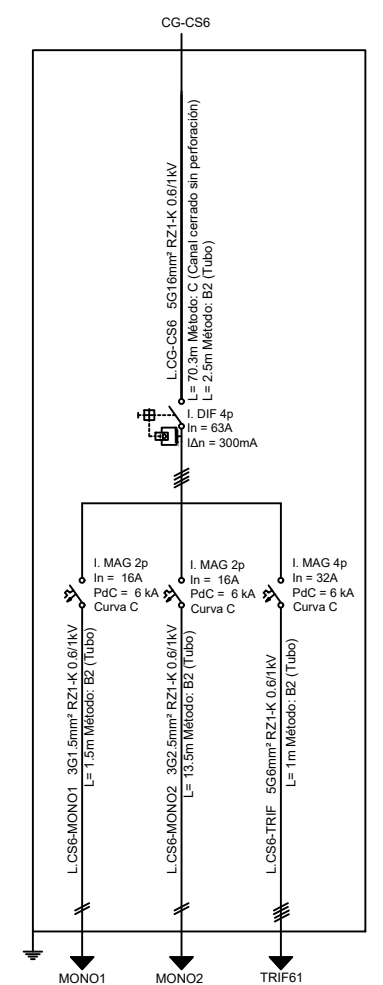 CG-CS6
L.CG-CS6 5G16mm² RZ1-K 0.6/1kV
L= 70.3m Método: C (Canal cerrado sin perforación)
L= 2.5m Método: B2 (Tubo)
I. DIF 4p
In = 63A
IΔn = 300mA
I. MAG 2p
In = 16A
PdC = 6 kA
Curva C
I. MAG 2p
In = 16A
PdC = 6 kA
Curva C
I. MAG 4p
In = 32A
PdC = 6 kA
Curva C
L.CS6-MONO1 3G1.5mm² RZ1-K 0.6/1kV
L= 1.5m Método: B2 (Tubo)
L.CS6-MONO2 3G2.5mm² RZ1-K 0.6/1kV
L= 13.5m Método: B2 (Tubo)
L.CS6-TRIF 5G6mm² RZ1-K 0.6/1kV
L= 1m Método: B2 (Tubo)
MONO1
MONO2
TRIF61